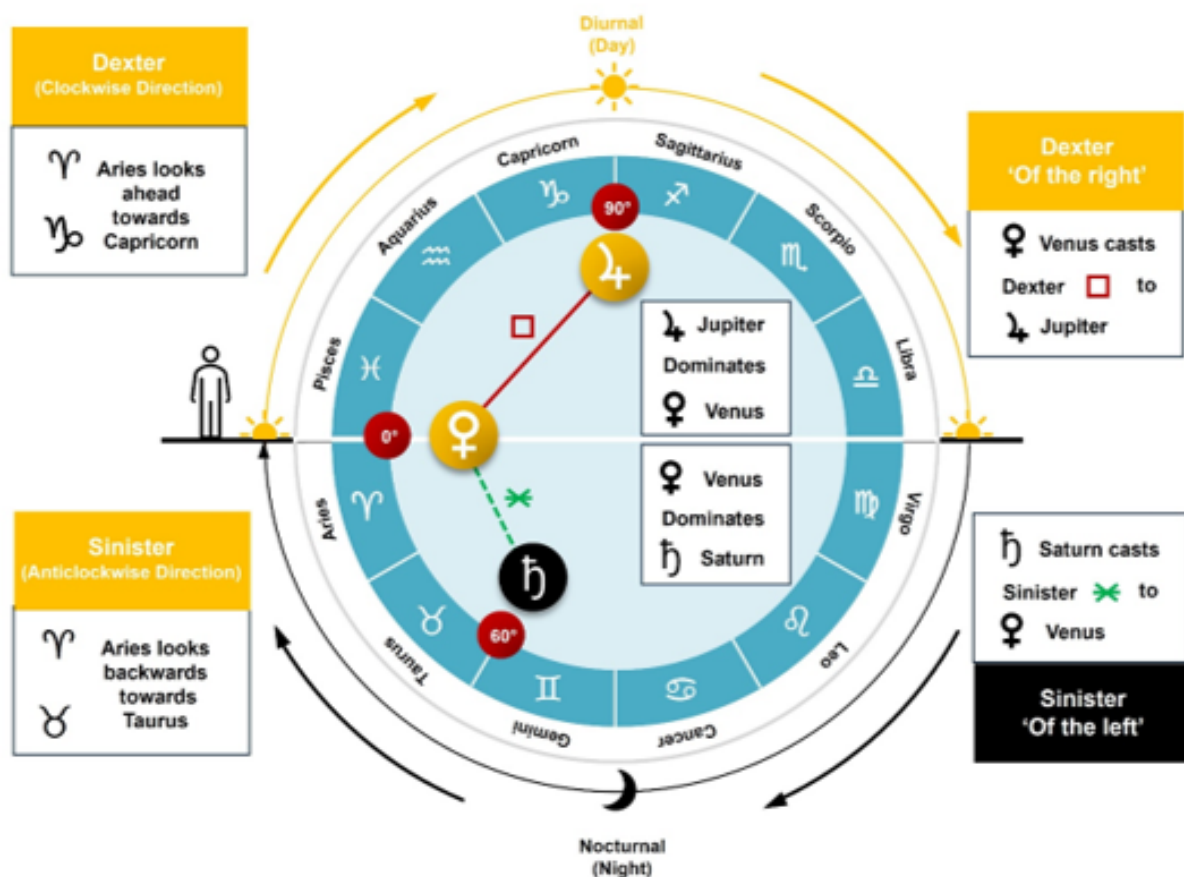 Diurnal
(Day)
Dexter
(Clockwise Direction)
♈ Aries looks
ahead
towards
♑ Capricorn
Dexter
'Of the right'
♀ Venus casts
Dexter □ to
♃ Jupiter
Capricorn
Sagittarius
Aquarius
Scorpio
Pisces
Libra
Aries
Virgo
Taurus
Leo
Gemini
Cancer
90°
0°
60°
♃ Jupiter
Dominates
♀ Venus
♀ Venus
Dominates
♄ Saturn
Sinister
(Anticlockwise Direction)
♈ Aries looks
backwards
towards
♉ Taurus
♄ Saturn casts
Sinister ⚹ to
♀ Venus
Sinister
'Of the left'
Nocturnal
(Night)